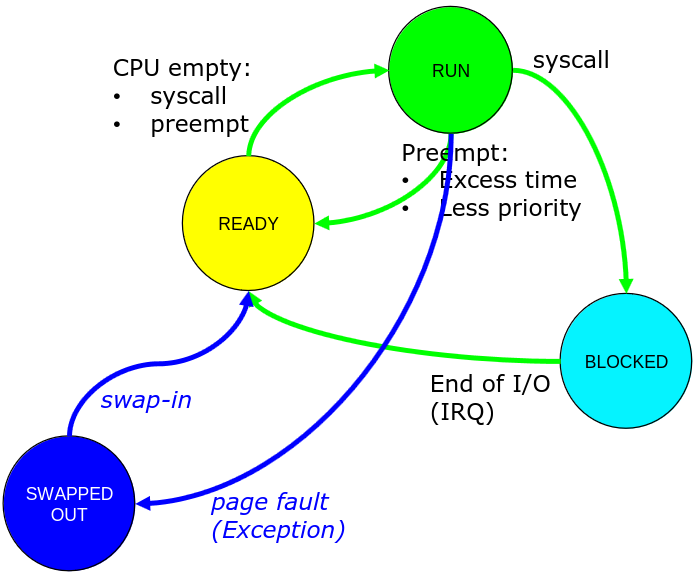 CPU empty:
• syscall
• preempt
RUN
syscall
Preempt:
• Excess time
• Less priority
READY
BLOCKED
End of I/O
(IRQ)
swap-in
SWAPPED
OUT
page fault
(Exception)